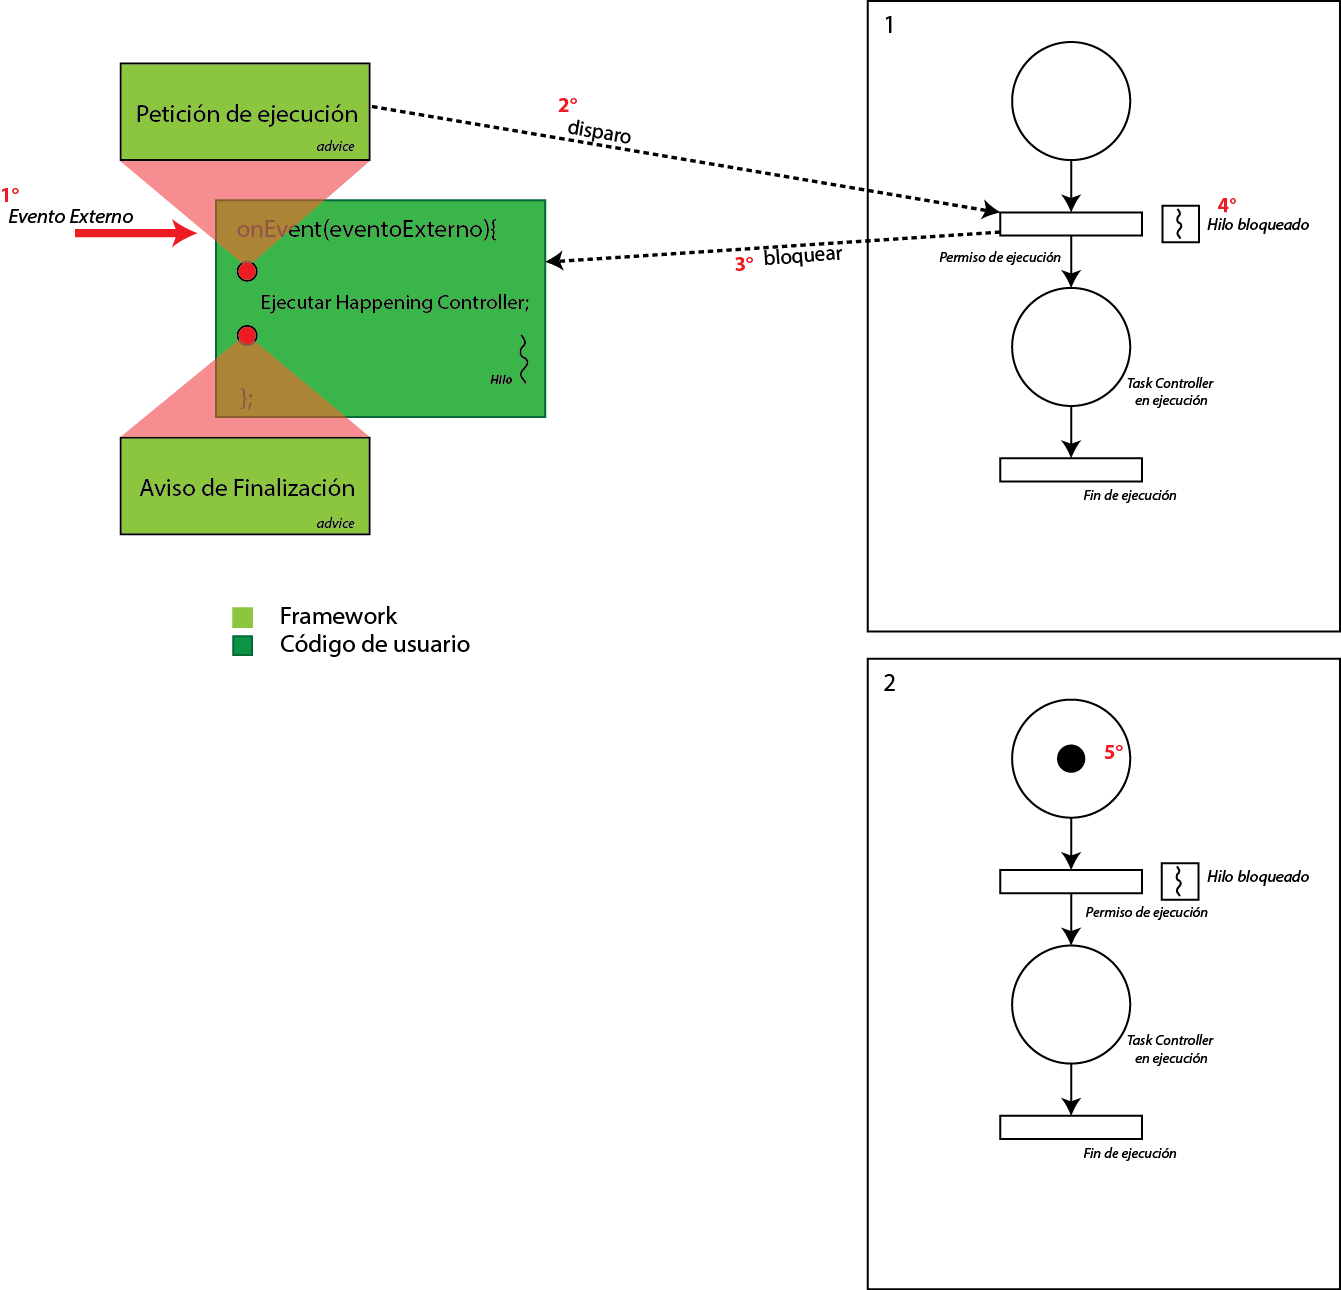 Petición de ejecución
advice
1°
Evento Externo
onEvent(eventoExterno){
Ejecutar Happening Controller;
Hilo
};
Aviso de Finalización
advice
Framework
Código de usuario
2°
disparo
3°
bloquear
1
4°
Hilo bloqueado
Permiso de ejecución
Task Controller
en ejecución
Fin de ejecución
2
5°
Hilo bloqueado
Permiso de ejecución
Task Controller
en ejecución
Fin de ejecución